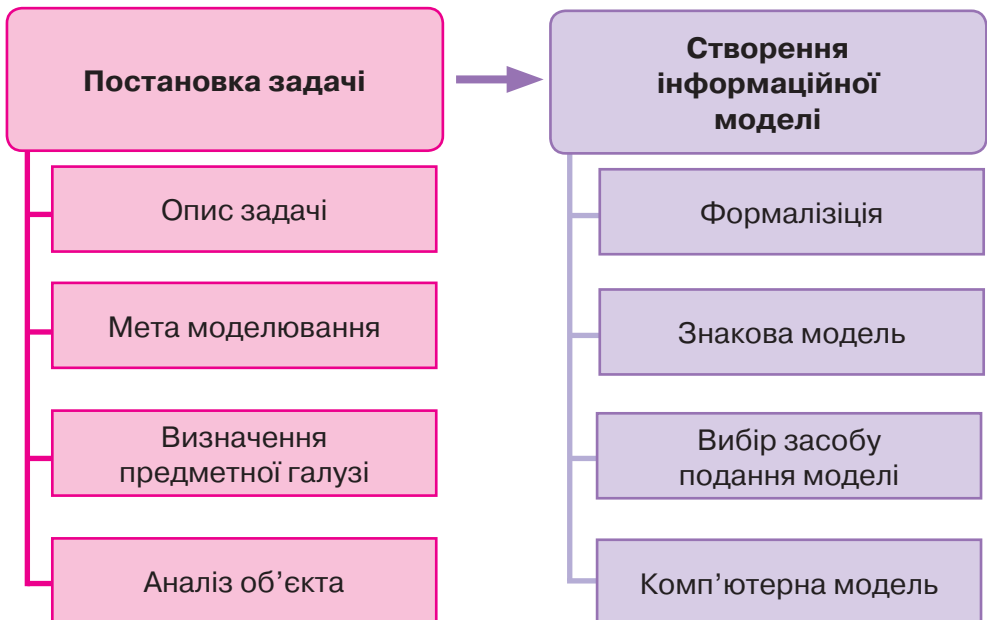 Постановка задачі
Опис задачі
Мета моделювання
Визначення
предметної галузі
Аналіз об’єкта
Створення
інформаційної
моделі
Формалізіція
Знакова модель
Вибір засобу
подання моделі
Комп’ютерна модель